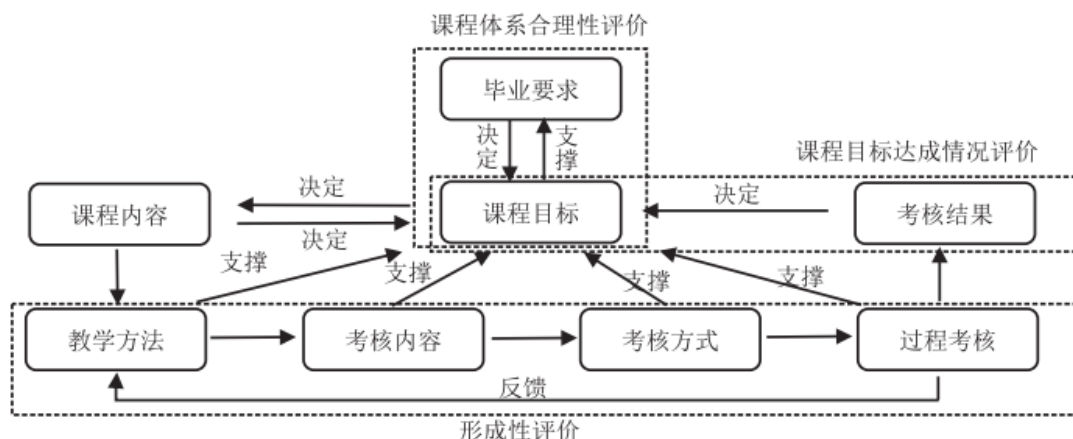 课程体系合理性评价
毕业要求
决定
支撑
课程目标达成情况评价
课程内容
决定
决定
课程目标
决定
考核结果
支撑
支撑
支撑
支撑
教学方法
考核内容
考核方式
过程考核
反馈
形成性评价